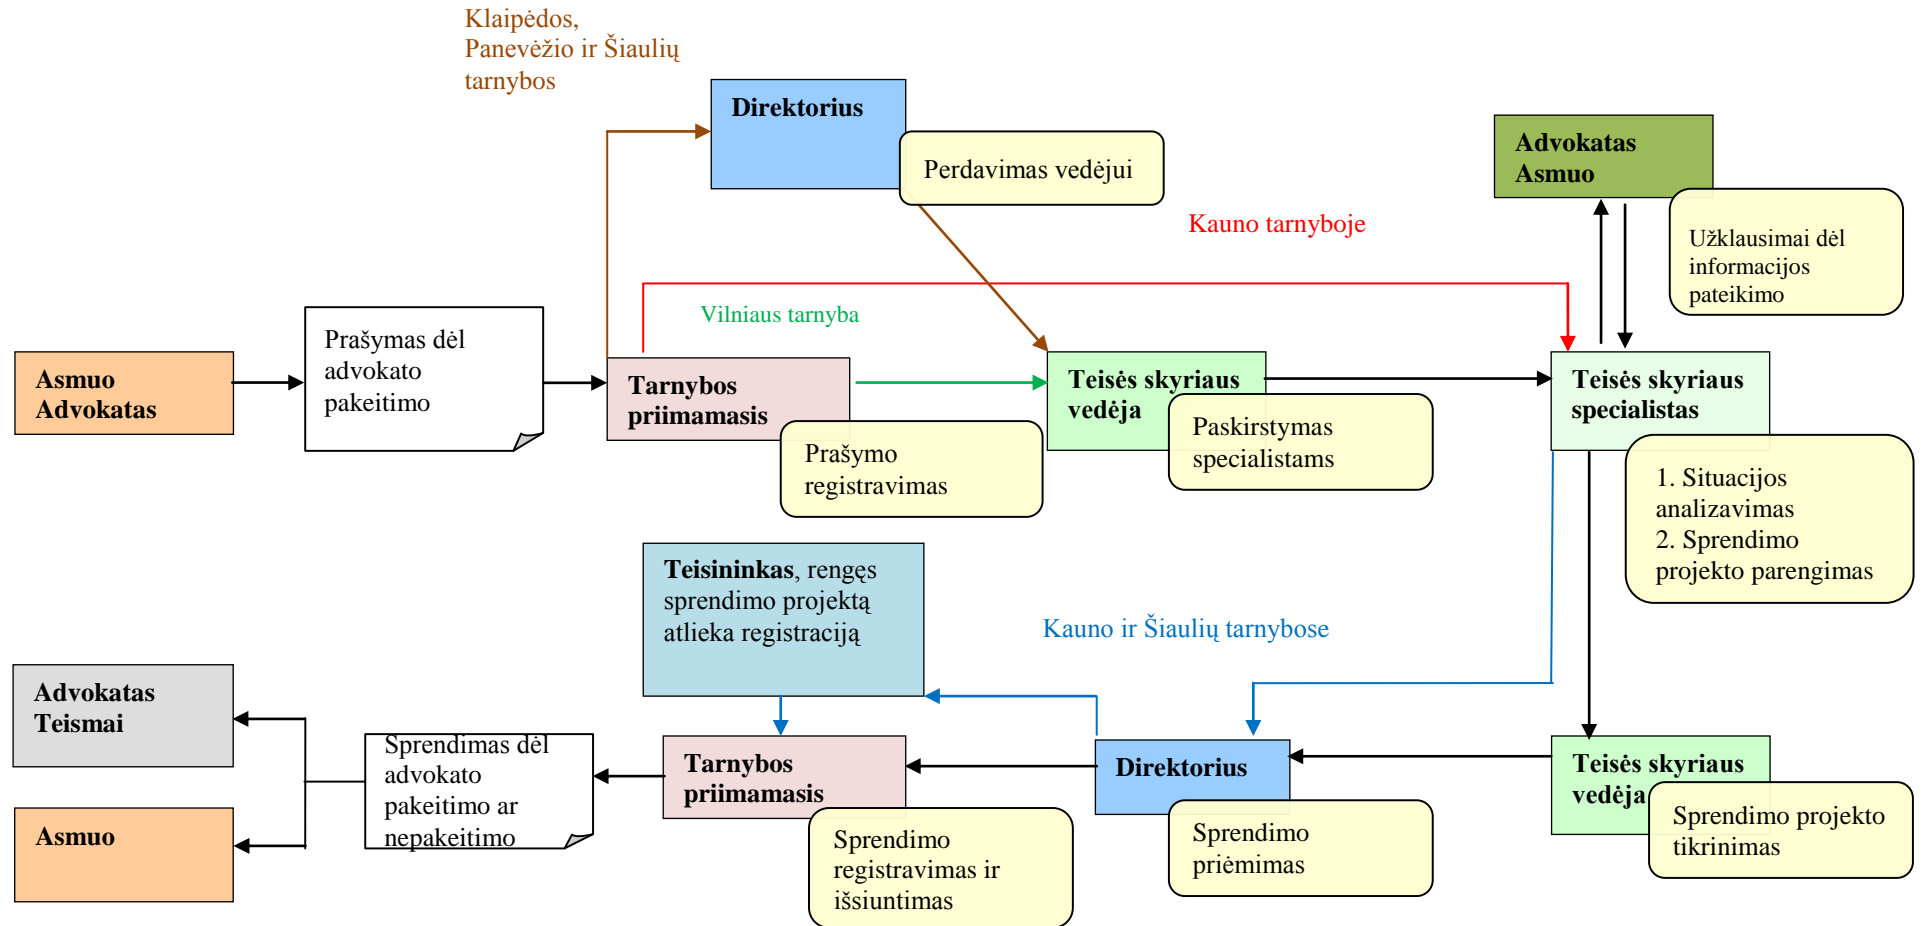 Klaipėdos,
Panevėžio ir Šiaulių
tarnybos
Direktorius
Perdavimas vedėjui
Advokatas
Asmuo
Užklausimai dėl
informacijos
pateikimo
Kauno tarnyboje
Vilniaus tarnyba
Asmuo
Advokatas
Prašymas dėl
advokato
pakeitimo
Tarnybos
priimamasis
Prašymo
registravimas
Teisės skyriaus
vedėja
Paskirstymas
specialistams
Teisės skyriaus
specialistas
1. Situacijos
analizavimas
2. Sprendimo
projekto parengimas
Teisininkas, rengęs
sprendimo projektą
atlieka registraciją
Kauno ir Šiaulių tarnybose
Advokatas
Teismai
Asmuo
Sprendimas dėl
advokato
pakeitimo ar
nepakeitimo
Tarnybos
priimamasis
Sprendimo
registravimas ir
išsiuntimas
Direktorius
Sprendimo
priėmimas
Teisės skyriaus
vedėja
Sprendimo projekto
tikrinimas